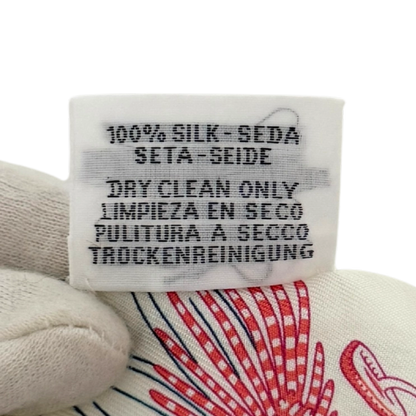 100% SILK - SEDA
SETA - SEIDE
DRY CLEAN ONLY
LIMPIEZA EN SECO
PULITURA A SECCO
TROCKENREINIGUNG